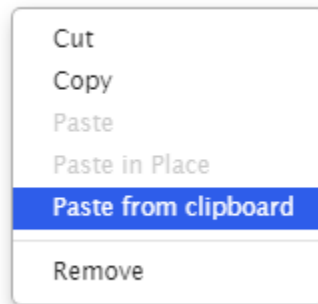 Cut
Copy
Paste
Paste in Place
Paste from clipboard
Remove